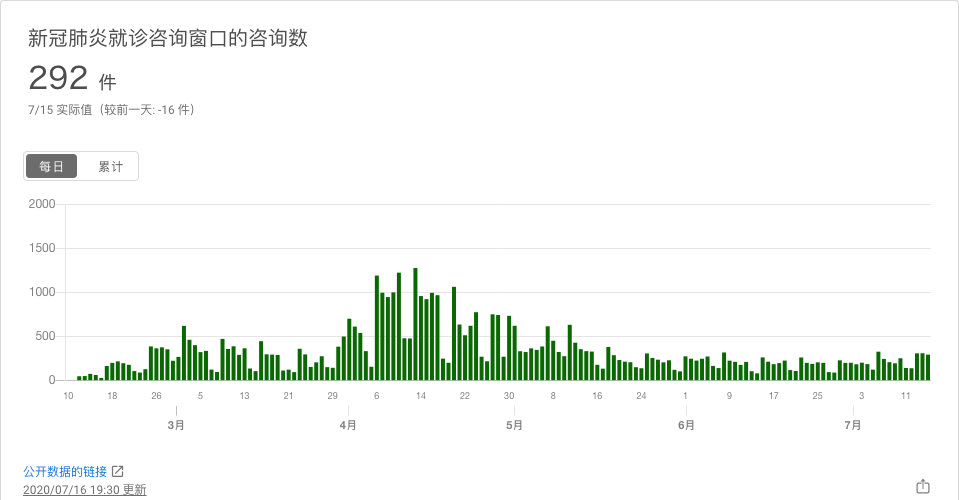 新冠肺炎就诊咨询窗口的咨询数
292 件
7/15 实际值（较前一天: -16 件）
每日 累计
2000
1500
1000
500
0
10 18 26 5 13 21 29 6 14 22 30 8 16 24 1 9 17 25 3 11
3月 4月 5月 6月 7月
公开数据的链接
2020/07/16 19:30 更新